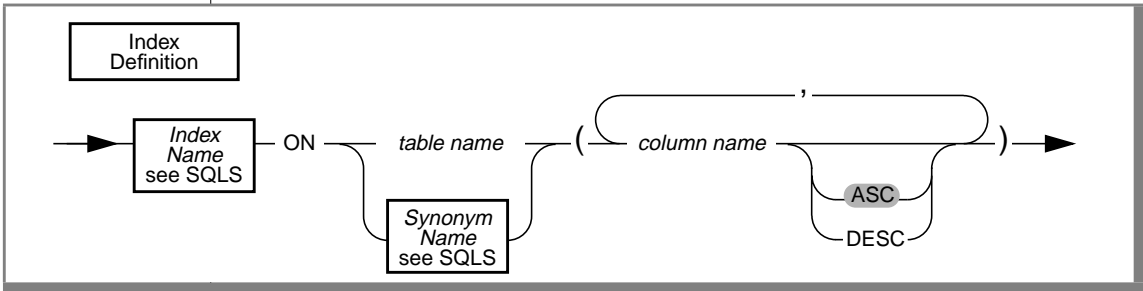 Index
Definition
Index
Name
see SQLS
ON
table name
Synonym
Name
see SQLS
(
,
column name
ASC
DESC
)